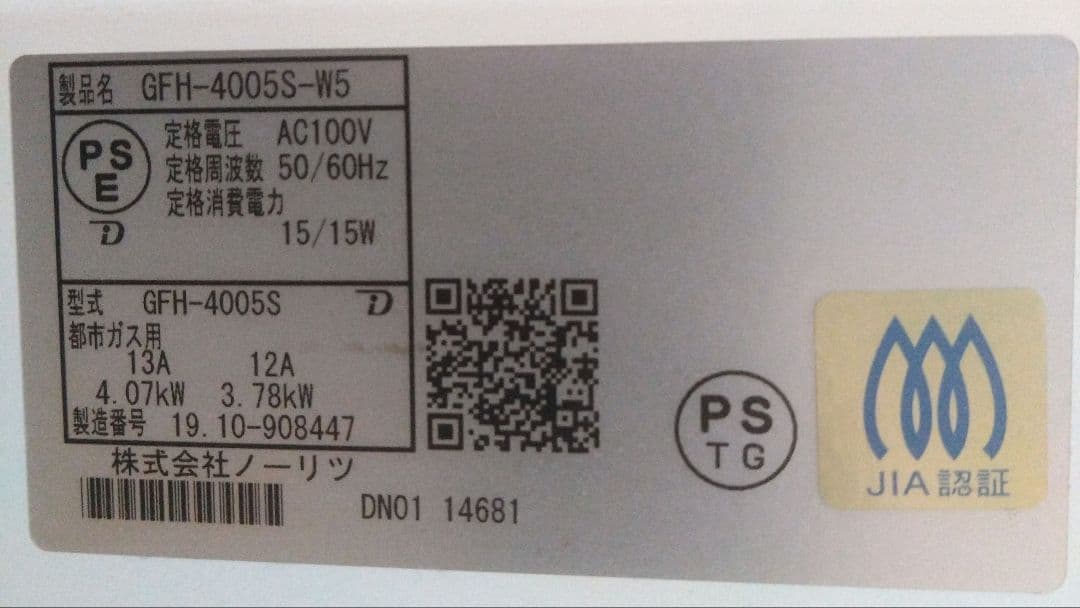 製品名 GFH-4005S-W5
PS
E
定格電圧 AC100V
定格周波数 50/60Hz
定格消費電力
15/15W
型式 GFH-4005S
都市ガス用
13A 12A
4.07kW 3.78kW
製造番号 19.10-908447
株式会社ノーリツ
DN01 14681
PS
TG
JIA 認証